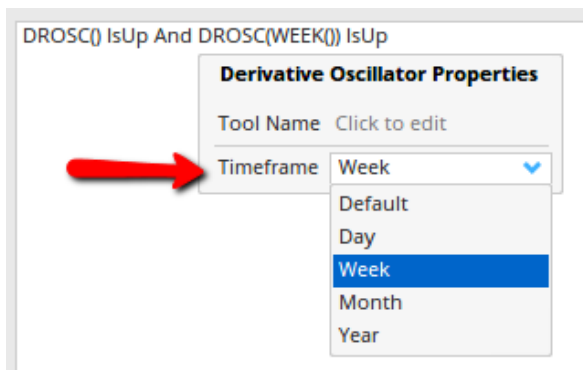 DROSC() IsUp And DROSC(WEEK()) IsUp
Derivative Oscillator Properties
Tool Name Click to edit
Timeframe Week
Default
Day
Week
Month
Year